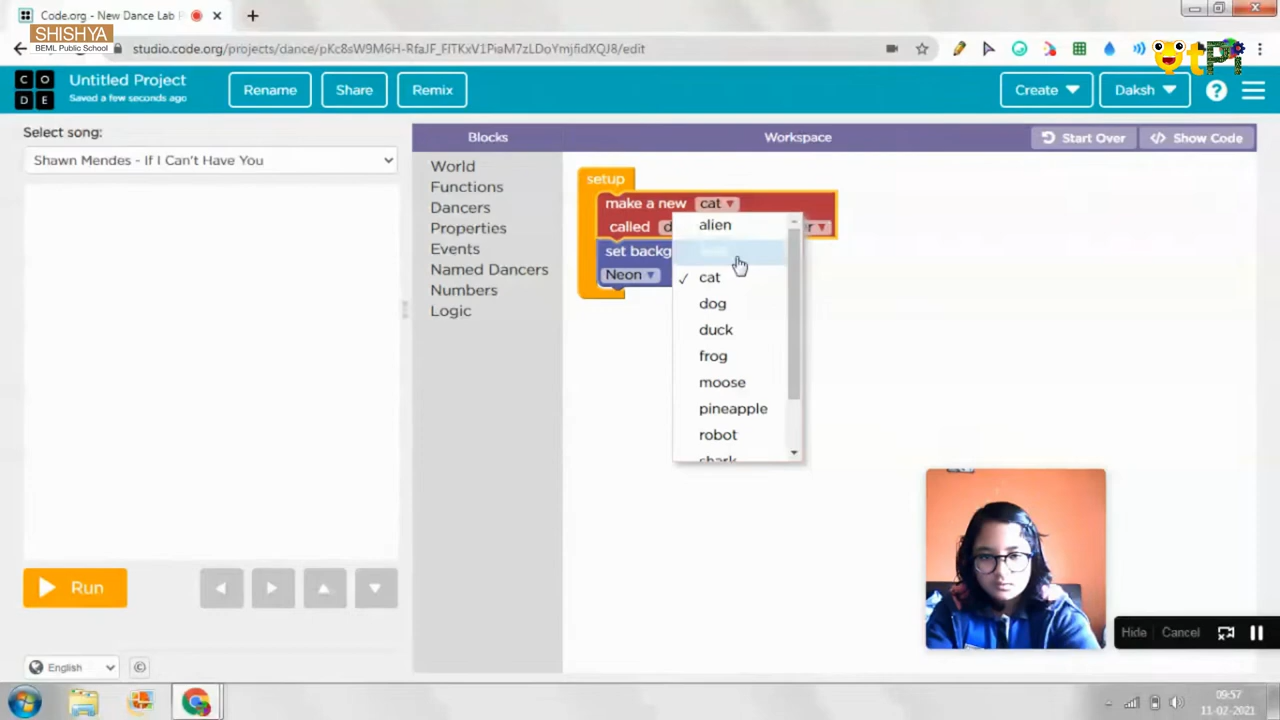 Code.org - New Dance Lab P
SHISHYA
BEML Public School
studio.code.org/projects/dance/pKc8sW9M6H-RfaJF_FlTKxV1PiaM7zLDoYmjfidXQJ8/edit
CODE
Untitled Project
Saved a few seconds ago
Rename
Share
Remix
Create
Daksh
?
Select song:
Shawn Mendes - If I Can't Have You
Blocks
Workspace
Start Over
</> Show Code
World
Functions
Dancers
Properties
Events
Named Dancers
Numbers
Logic
setup
make a new cat
called
set backg
Neon
alien
cat
dog
duck
frog
moose
pineapple
robot
shark
Run
Hide
Cancel
English
©
09:57
11-02-2021